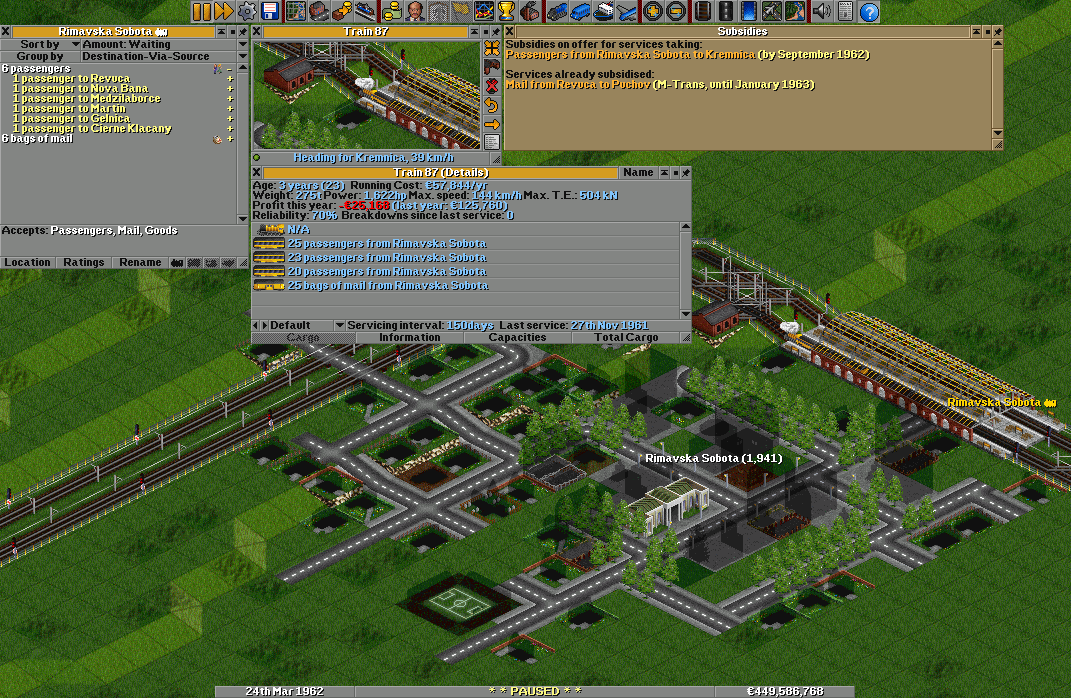 Rimavska Sobota
Sort by
Amount: Waiting
Group by
Destination-Via-Source
6 passengers
-
1 passenger to Revuca
+
1 passenger to Nova Bana
+
1 passenger to Medzilaborce
+
1 passenger to Martin
+
1 passenger to Gelnica
+
1 passenger to Cierne Klacany
+
6 bags of mail
+
Accepts: Passengers, Mail, Goods
Location
Ratings
Rename
Train 87
Heading for Kremnica, 39 km/h
Subsidies
Subsidies on offer for services taking:
Passengers from Rimavska Sobota to Kremnica (by September 1962)
Services already subsidised:
Mail from Revuca to Puchov (M-Trans, until January 1963)
Train 87 (Details)
Name
Age: 3 years (23) Running Cost: €57,844/yr
Weight: 275t Power: 1,622hp Max. speed: 144 km/h Max. T.E.: 504 kN
Profit this year: -€25,168 (last year: €125,760)
Reliability: 70% Breakdowns since last service: 0
N/A
25 passengers from Rimavska Sobota
23 passengers from Rimavska Sobota
20 passengers from Rimavska Sobota
25 bags of mail from Rimavska Sobota
Default
Servicing interval: 150days Last service: 27th Nov 1961
Cargo
Information
Capacities
Total Cargo
Rimavska Sobota
Rimavska Sobota (1,941)
24th Mar 1962
* * PAUSED * *
€449,586,768